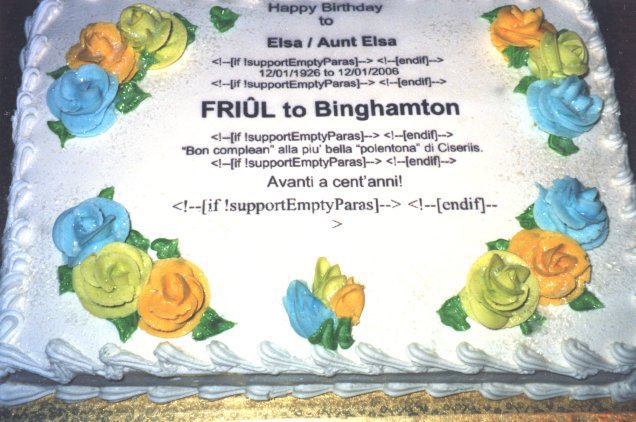 Happy Birthday
to
Elsa / Aunt Elsa
<!--[if !supportEmptyParas]--> <!--[endif]-->
12/01/1926 to 12/01/2006
<!--[if !supportEmptyParas]--> <!--[endif]-->
FRIÛL to Binghamton
<!--[if !supportEmptyParas]--> <!--[endif]-->
"Bon complean" alla piu' bella "polentona" di Ciseriis.
<!--[if !supportEmptyParas]--> <!--[endif]-->
Avanti a cent'anni!
<!--[if !supportEmptyParas]--> <!--[endif]--
>